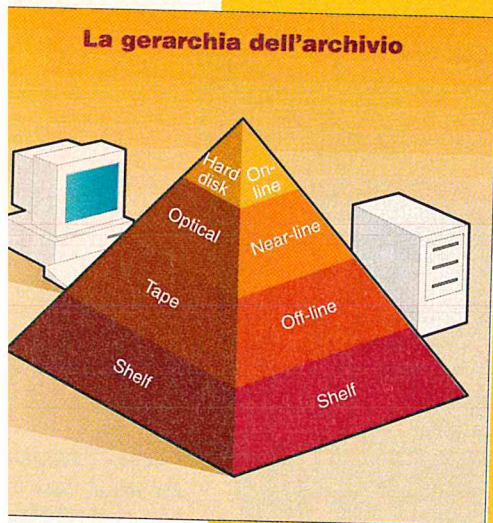 La gerarchia dell'archivio
Hard
disk
On-
line
Optical
Near-line
Tape
Off-line
Shelf
Shelf